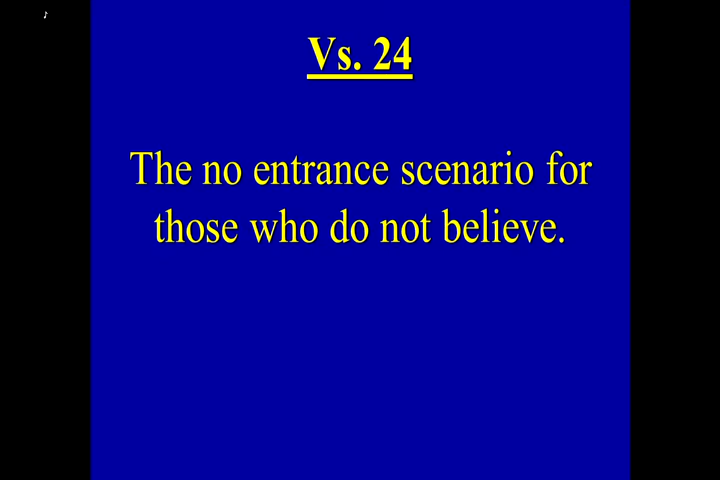 Vs. 24
The no entrance scenario for
those who do not believe.